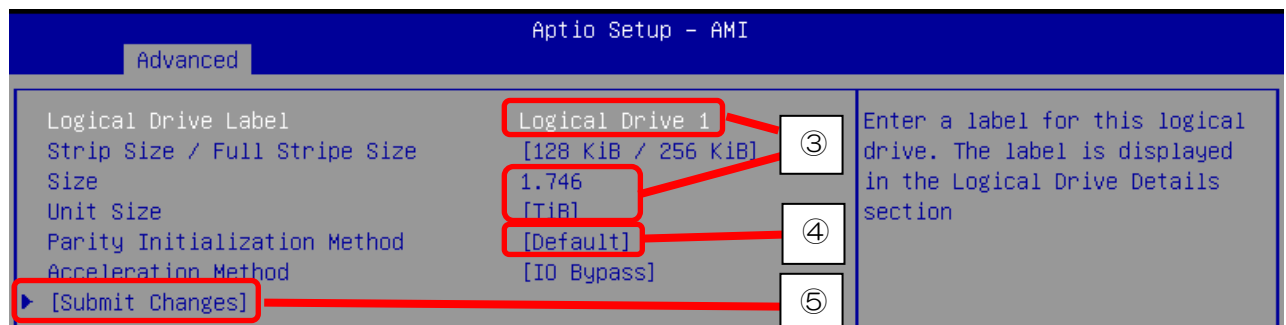 Aptio Setup – AMI
Advanced
Logical Drive Label Logical Drive 1
Strip Size / Full Stripe Size [128 KiB / 256 KiB]
Size 1.746
Unit Size [TiB]
Parity Initialization Method [Default]
Acceleration Method [IO Bypass]
[Submit Changes]
③
④
⑤
Enter a label for this logical
drive. The label is displayed
in the Logical Drive Details
section